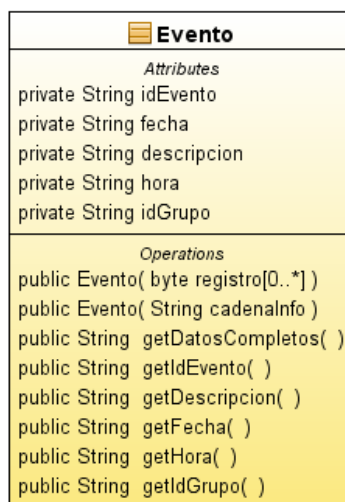 Evento
Attributes
private String idEvento
private String fecha
private String descripcion
private String hora
private String idGrupo
Operations
public Evento( byte registro[0..*] )
public Evento( String cadenaInfo )
public String getDatosCompletos( )
public String getIdEvento( )
public String getDescripcion( )
public String getFecha( )
public String getHora( )
public String getIdGrupo( )